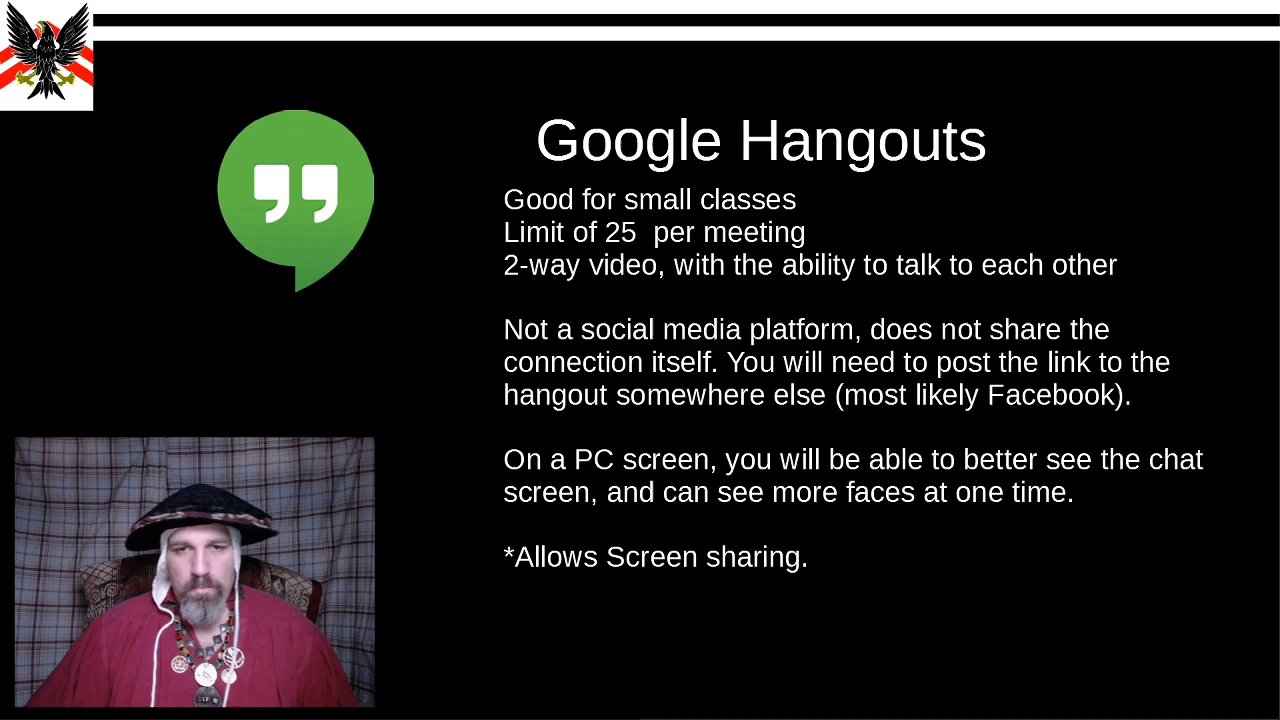 Google Hangouts
Good for small classes
Limit of 25  per meeting
2-way video, with the ability to talk to each other
Not a social media platform, does not share the
connection itself. You will need to post the link to the
hangout somewhere else (most likely Facebook).
On a PC screen, you will be able to better see the chat
screen, and can see more faces at one time.
*Allows Screen sharing.